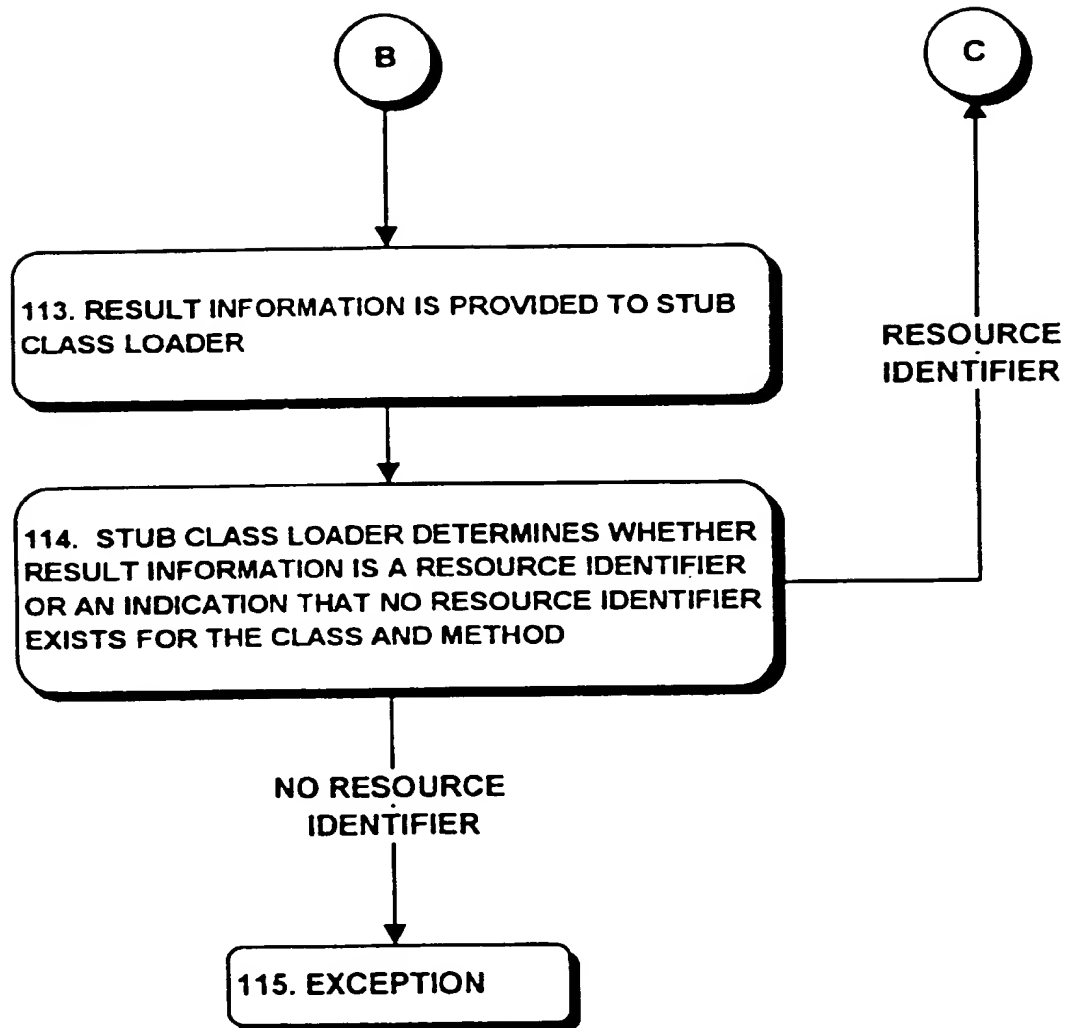 B
C
113. RESULT INFORMATION IS PROVIDED TO STUB
CLASS LOADER
RESOURCE
IDENTIFIER
114. STUB CLASS LOADER DETERMINES WHETHER
RESULT INFORMATION IS A RESOURCE IDENTIFIER
OR AN INDICATION THAT NO RESOURCE IDENTIFIER
EXISTS FOR THE CLASS AND METHOD
NO RESOURCE
IDENTIFIER
115. EXCEPTION